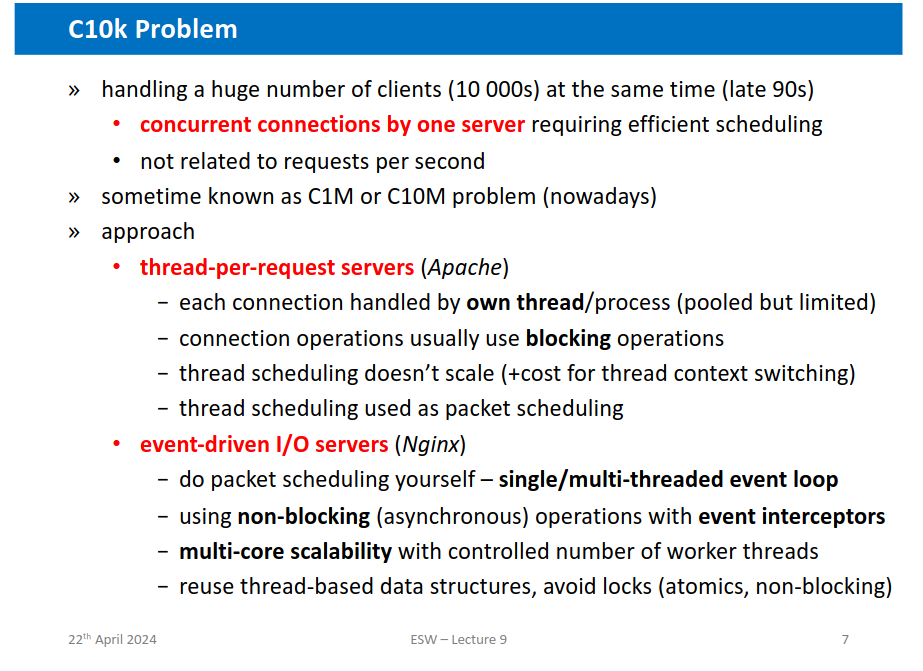 C10k Problem
» handling a huge number of clients (10 000s) at the same time (late 90s)
• concurrent connections by one server requiring efficient scheduling
• not related to requests per second
» sometime known as C1M or C10M problem (nowadays)
» approach
• thread-per-request servers (Apache)
− each connection handled by own thread/process (pooled but limited)
− connection operations usually use blocking operations
− thread scheduling doesn’t scale (+cost for thread context switching)
− thread scheduling used as packet scheduling
• event-driven I/O servers (Nginx)
− do packet scheduling yourself – single/multi-threaded event loop
− using non-blocking (asynchronous) operations with event interceptors
− multi-core scalability with controlled number of worker threads
− reuse thread-based data structures, avoid locks (atomics, non-blocking)
22th April 2024 ESW – Lecture 9 7